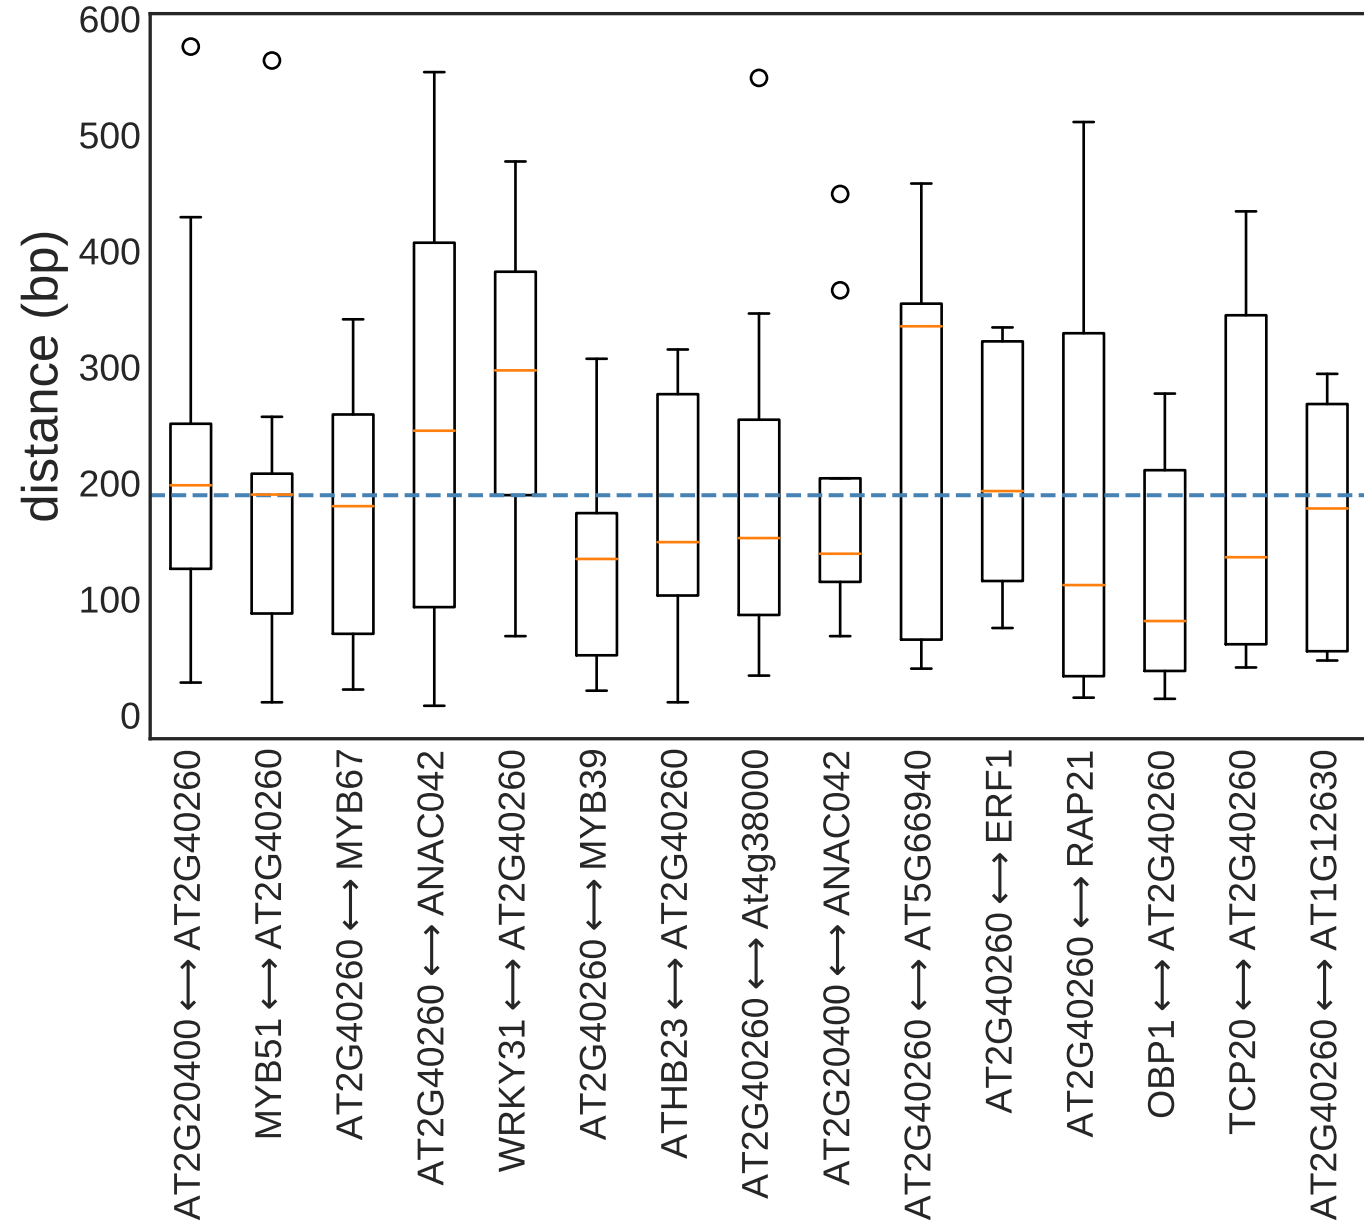 600
500
400
300
200
100
0
distance (bp)
AT2G20400 ⟷ AT2G40260
MYB51 ⟷ AT2G40260
AT2G40260 ⟷ MYB67
AT2G40260 ⟷ ANAC042
WRKY31 ⟷ AT2G40260
AT2G40260 ⟷ MYB39
ATHB23 ⟷ AT2G40260
AT2G40260 ⟷ At4g38000
AT2G20400 ⟷ ANAC042
AT2G40260 ⟷ AT5G66940
AT2G40260 ⟷ ERF1
AT2G40260 ⟷ RAP21
OBP1 ⟷ AT2G40260
TCP20 ⟷ AT2G40260
AT2G40260 ⟷ AT1G12630